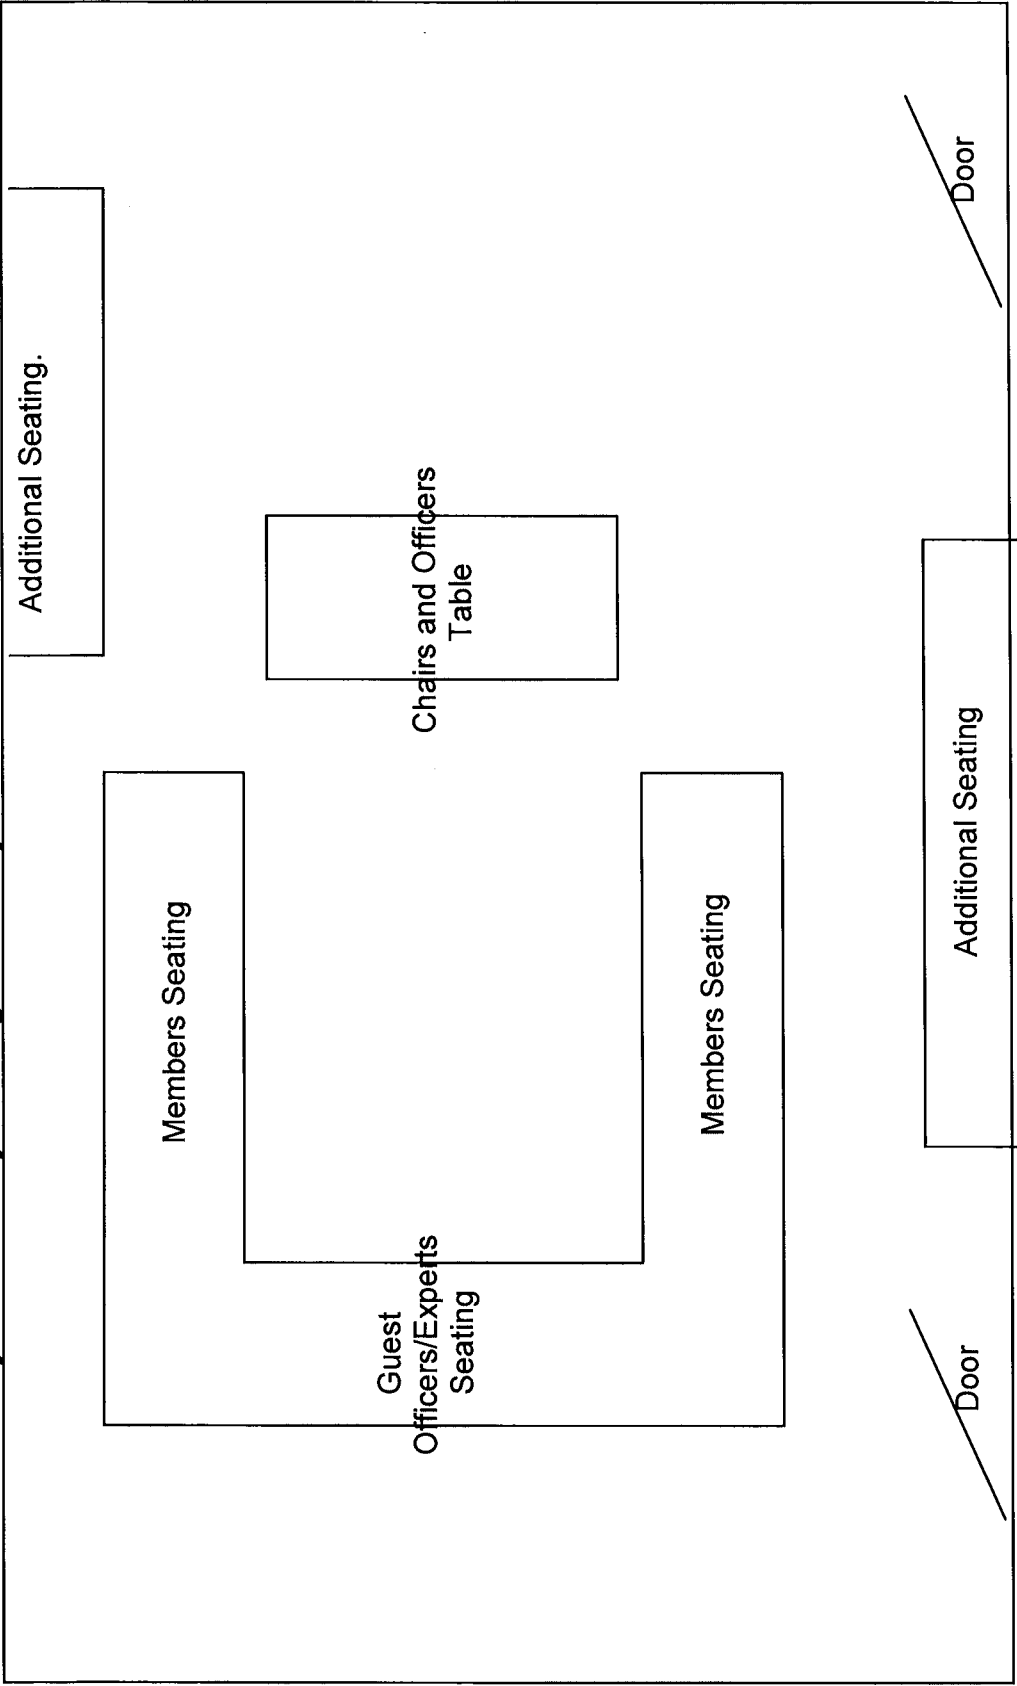 Additional Seating.
Door
Chairs and Officers
Table
Members Seating
Members Seating
Additional Seating
Guest
Officers/Experts
Seating
Door